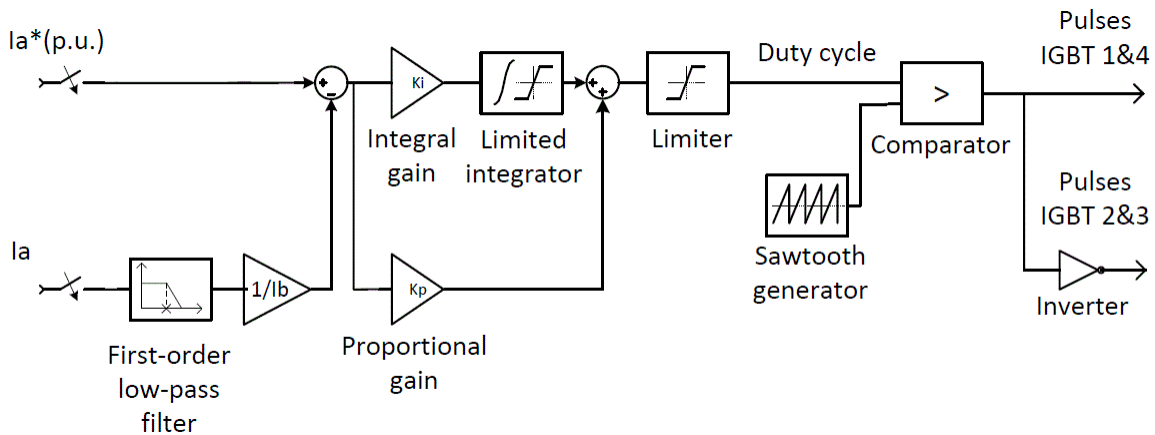 Ia*(p.u.)
Ki
Integral
gain
Limited
integrator
Limiter
Duty cycle
>
Comparator
Pulses
IGBT 1&4
Sawtooth
generator
Pulses
IGBT 2&3
Inverter
Ia
First-order
low-pass
filter
1/Ib
Kp
Proportional
gain